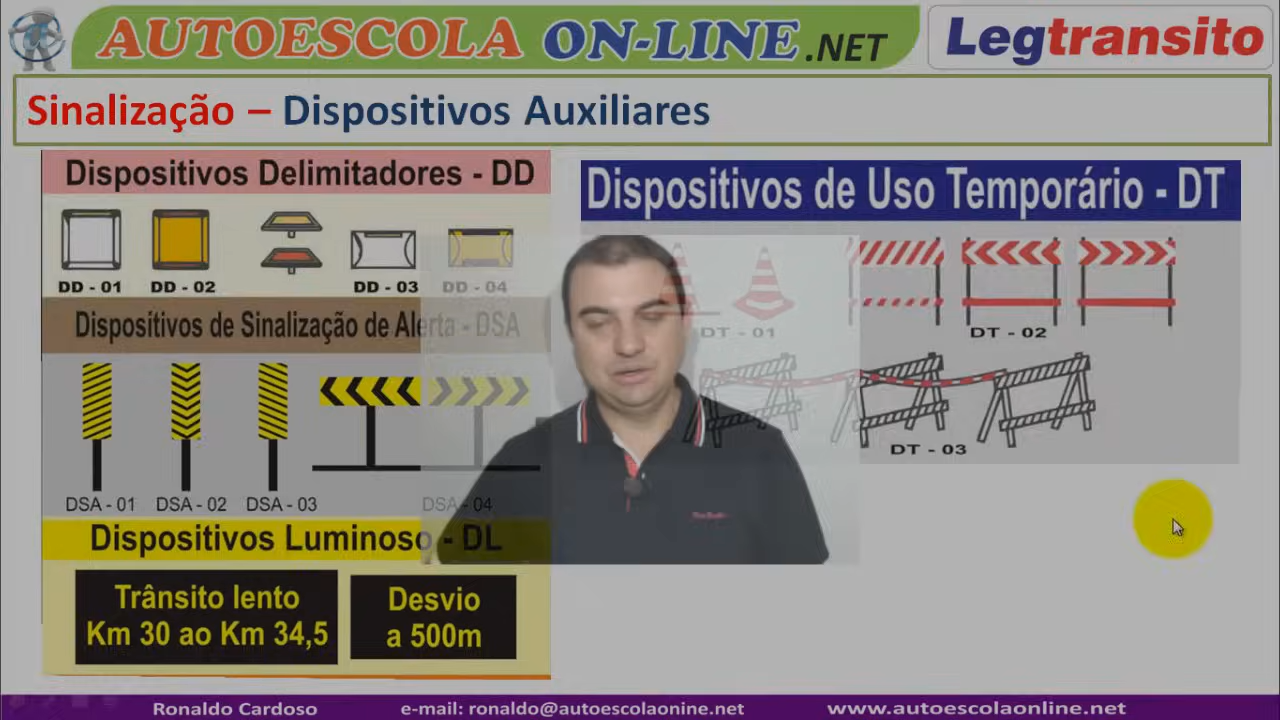 AUTOESCOLA ON-LINE.NET
Legtransito
Sinalização – Dispositivos Auxiliares
Dispositivos Delimitadores - DD
DD - 01 DD - 02 DD - 03 DD - 04
Dispositivos de Sinalização de Alerta - DSA
DSA - 01 DSA - 02 DSA - 03 DSA - 04
Dispositivos Luminoso - DL
Trânsito lento
Km 30 ao Km 34,5
Desvio
a 500m
Dispositivos de Uso Temporário - DT
DT - 01 DT - 02
DT - 03
Ronaldo Cardoso e-mail: ronaldo@autoescolaonine.net www.autoescolaonline.net